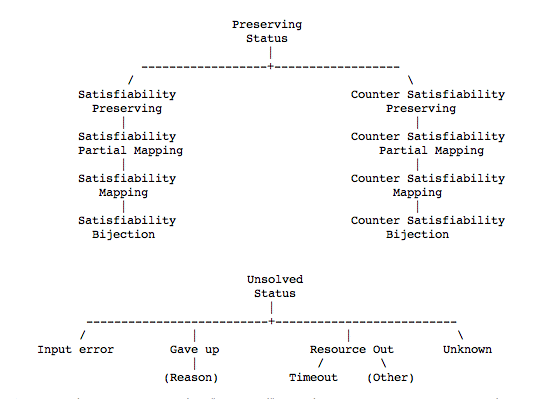 Preserving
Status
|
------------------+------------------
/ \
Satisfiability Counter Satisfiability
Preserving Preserving
| |
Satisfiability Counter Satisfiability
Partial Mapping Partial Mapping
| |
Satisfiability Counter Satisfiability
Mapping Mapping
| |
Satisfiability Counter Satisfiability
Bijection Bijection
Unsolved
Status
|
--------------------------+--------------------------
/ | | \
Input error Gave up Resource Out Unknown
| / \
(Reason) Timeout (Other)